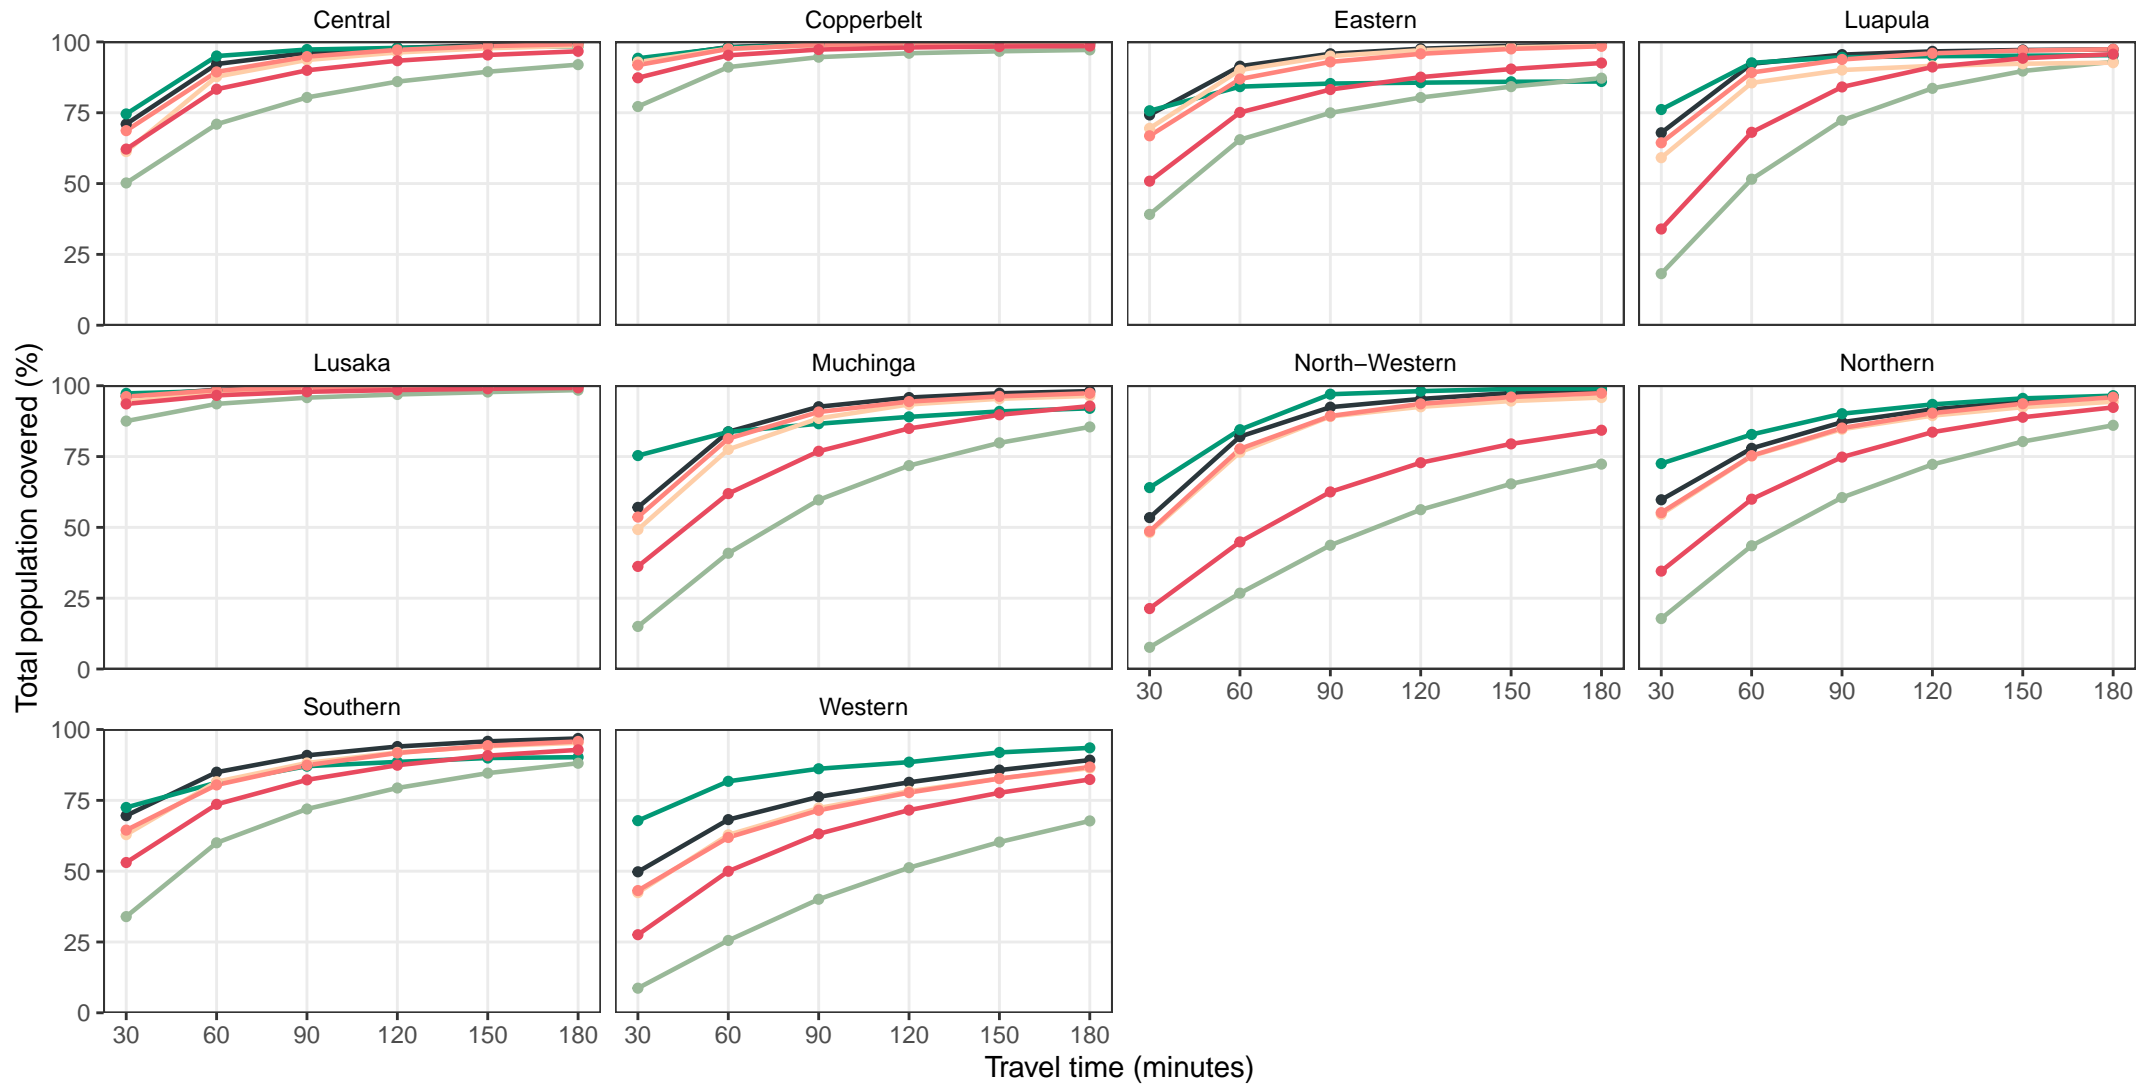 Central Copperbelt Eastern Luapula
100
75
50
25
0
Lusaka Muchinga North−Western Northern
100
75
50
25
0
30 60 90 120 150 180 30 60 90 120 150 180
Southern Western
100
75
50
25
0
30 60 90 120 150 180 30 60 90 120 150 180
Travel time (minutes)
Total population covered (%)